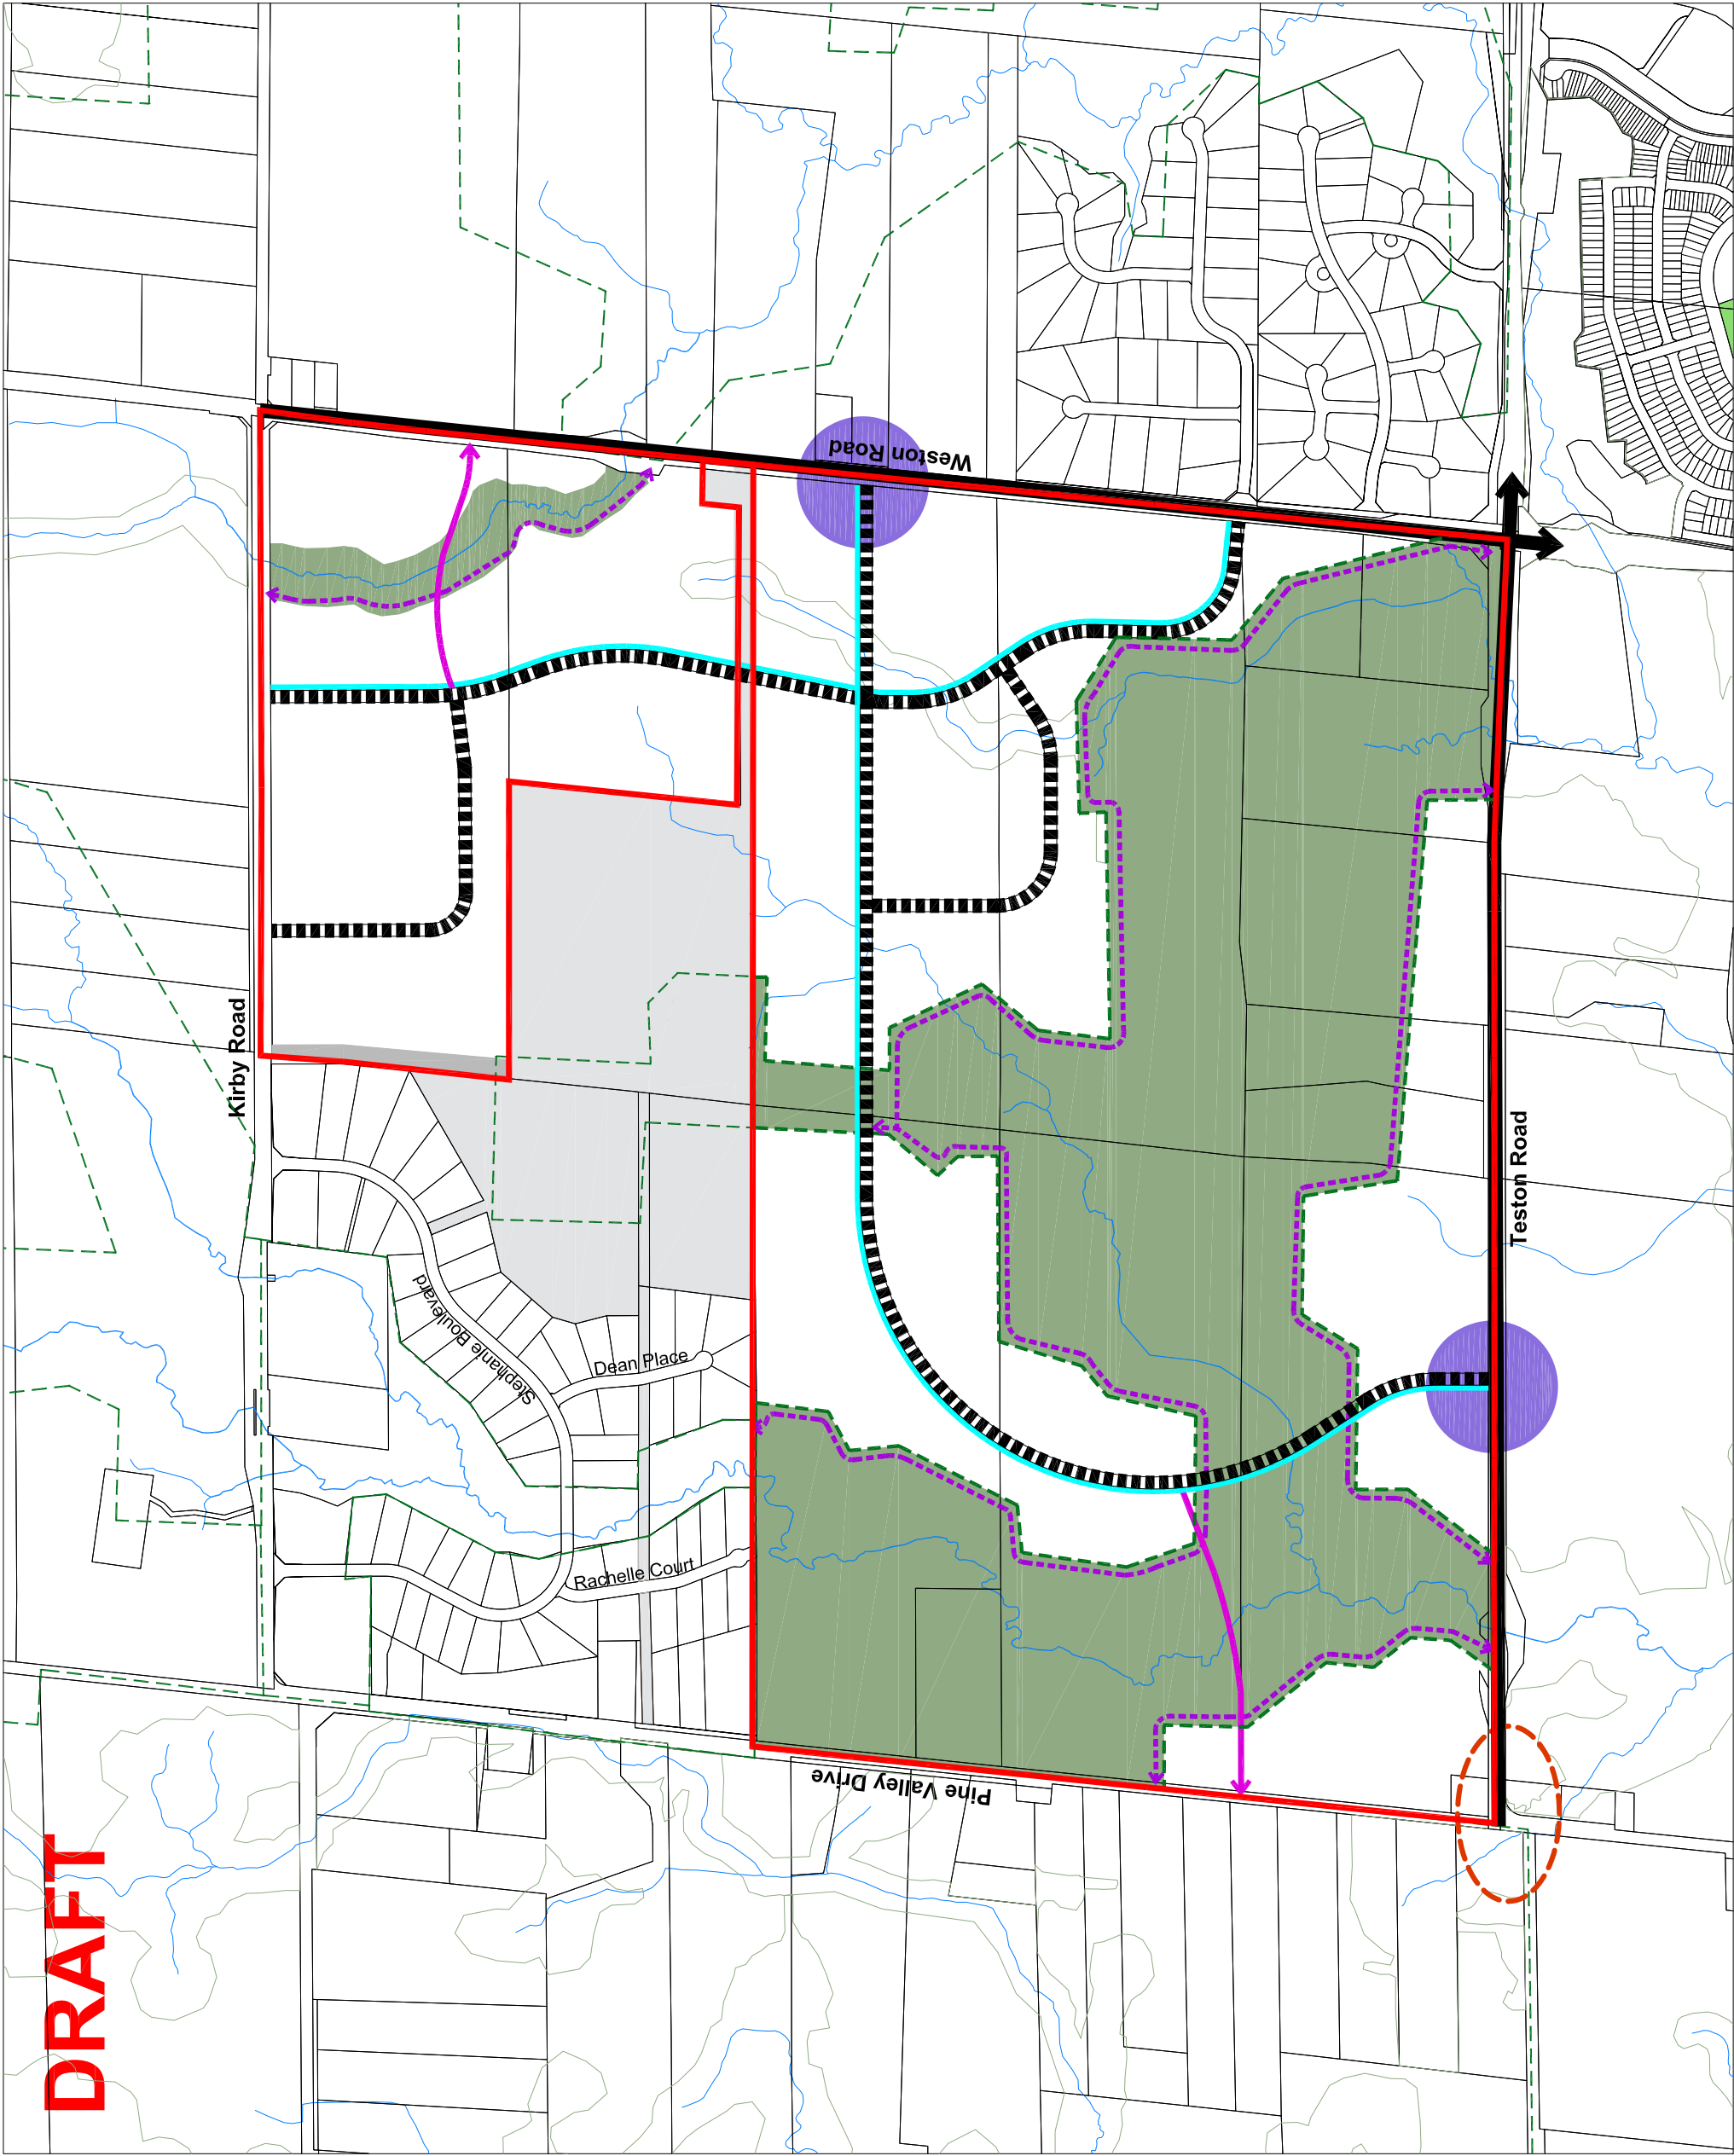 Weston Road
Kirby Road
Teston Road
Stephanie Boulevard
Dean Place
Rachelle Court
Pine Valley Drive
DRAFT